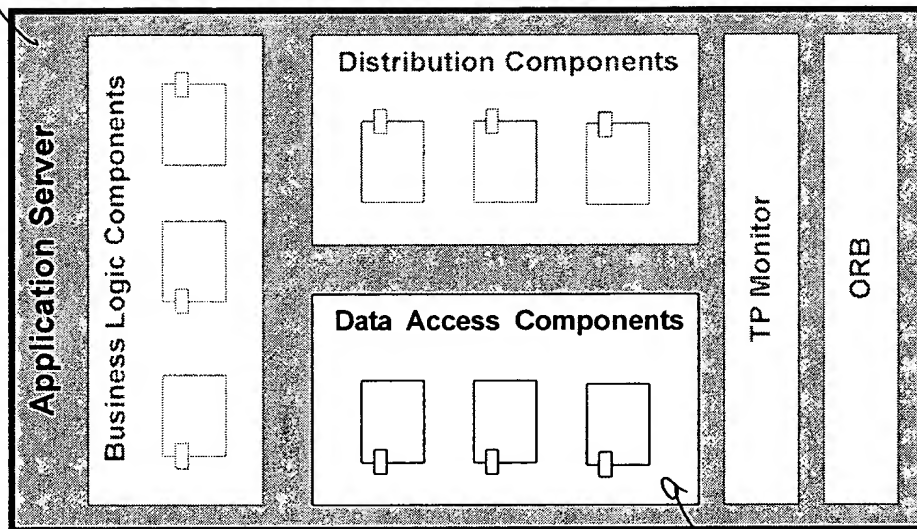 Application Server
Business Logic Components
Distribution Components
Data Access Components
TP Monitor
ORB